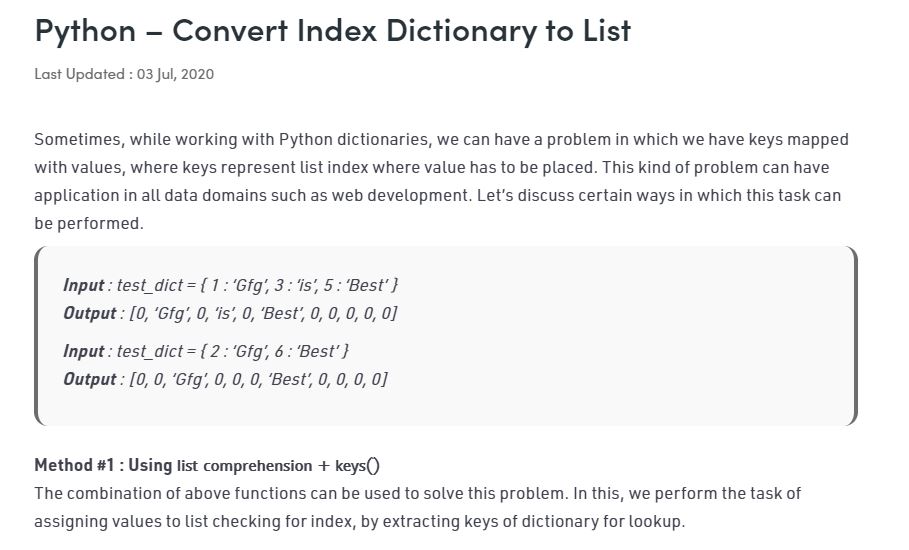 Python – Convert Index Dictionary to List
Last Updated : 03 Jul, 2020
Sometimes, while working with Python dictionaries, we can have a problem in which we have keys mapped
with values, where keys represent list index where value has to be placed. This kind of problem can have
application in all data domains such as web development. Let’s discuss certain ways in which this task can
be performed.
Input : test_dict = { 1 : ‘Gfg’, 3 : ‘is’, 5 : ‘Best’ }
Output : [0, ‘Gfg’, 0, ‘is’, 0, ‘Best’, 0, 0, 0, 0, 0]
Input : test_dict = { 2 : ‘Gfg’, 6 : ‘Best’ }
Output : [0, 0, ‘Gfg’, 0, 0, 0, ‘Best’, 0, 0, 0, 0]
Method #1 : Using list comprehension + keys()
The combination of above functions can be used to solve this problem. In this, we perform the task of
assigning values to list checking for index, by extracting keys of dictionary for lookup.